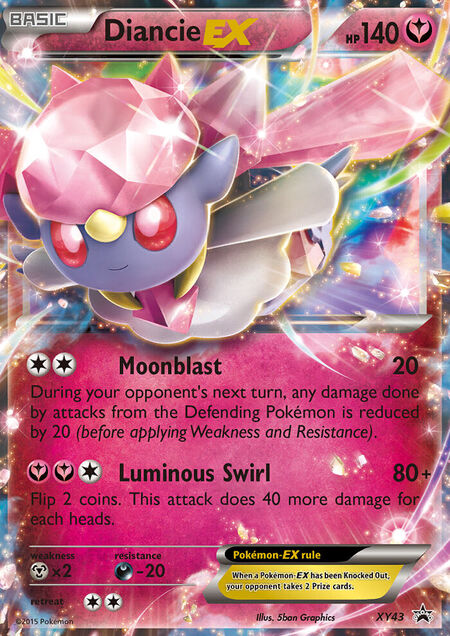 BASIC
Diancie EX
HP 140
Moonblast 20
During your opponent's next turn, any damage done
by attacks from the Defending Pokémon is reduced
by 20 (before applying Weakness and Resistance).
Luminous Swirl 80+
Flip 2 coins. This attack does 40 more damage for
each heads.
weakness resistance
×2 -20
retreat
Pokémon-EX rule
When a Pokémon-EX has been Knocked Out,
your opponent takes 2 Prize cards.
©2015 Pokémon Illus. 5ban Graphics XY43
PROMO